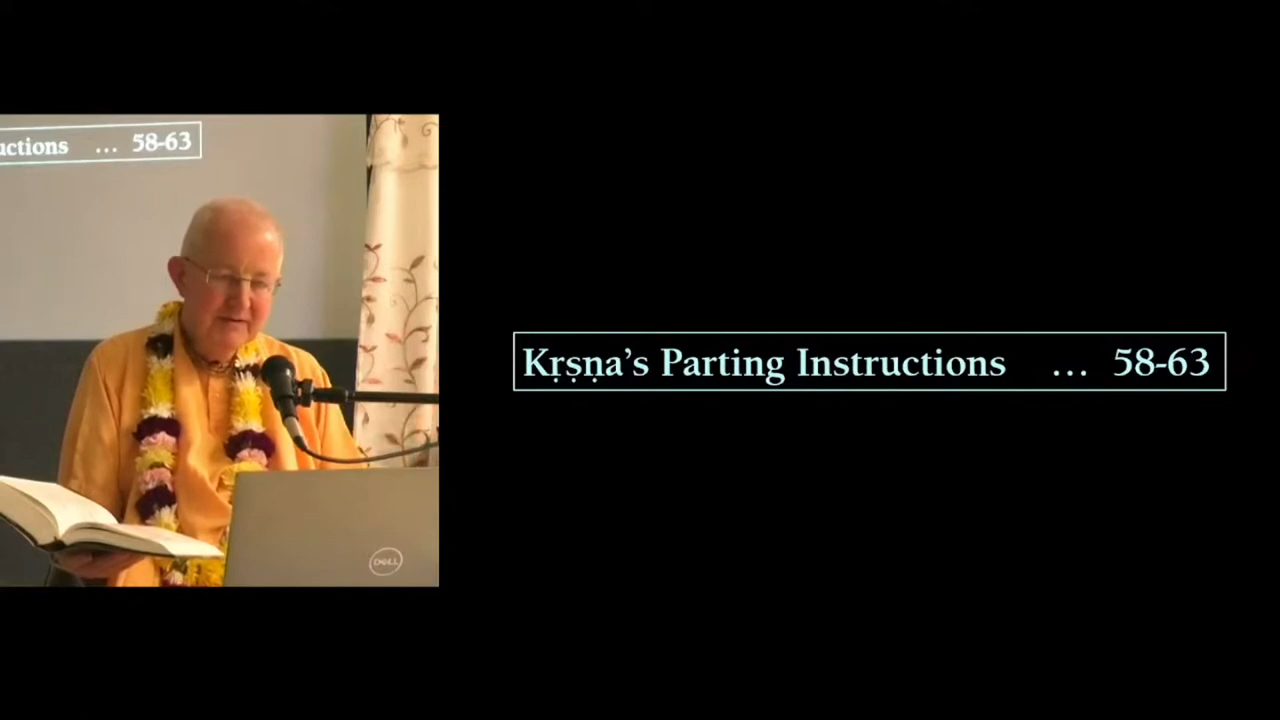 uctions ... 58-63
Kṛṣṇa’s Parting Instructions ... 58-63
DELL